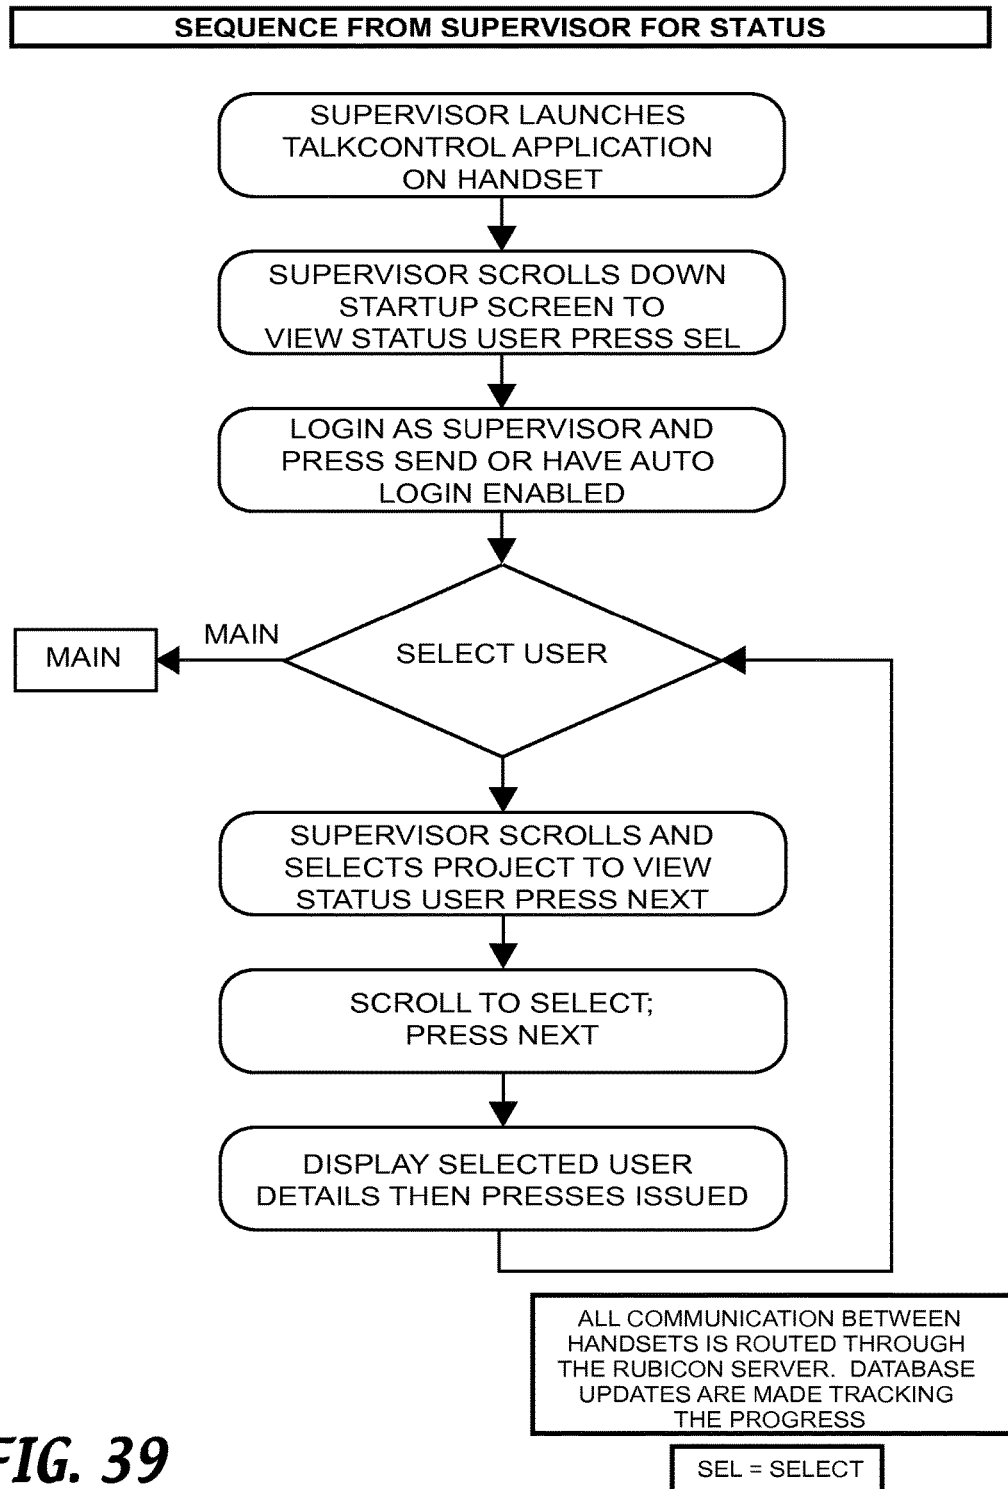 SEQUENCE FROM SUPERVISOR FOR STATUS
SUPERVISOR LAUNCHES
TALKCONTROL APPLICATION
ON HANDSET
SUPERVISOR SCROLLS DOWN
STARTUP SCREEN TO
VIEW STATUS USER PRESS SEL
LOGIN AS SUPERVISOR AND
PRESS SEND OR HAVE AUTO
LOGIN ENABLED
SELECT USER
MAIN
MAIN
SUPERVISOR SCROLLS AND
SELECTS PROJECT TO VIEW
STATUS USER PRESS NEXT
SCROLL TO SELECT;
PRESS NEXT
DISPLAY SELECTED USER
DETAILS THEN PRESSES ISSUED
ALL COMMUNICATION BETWEEN
HANDSETS IS ROUTED THROUGH
THE RUBICON SERVER. DATABASE
UPDATES ARE MADE TRACKING
THE PROGRESS
SEL = SELECT
FIG. 39